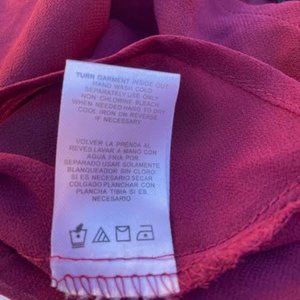 TURN GARMENT INSIDE OUT
HAND WASH COLD
SEPARATELY USE ONLY
NON-CHLORINE BLEACH
WHEN NEEDED HANG TO DRY
COOL IRON OR REVERSE
IF NECESSARY
VOLVER LA PRENDA AL
REVES LAVAR A MANO CON
AGUA FRIA POR
SEPARADO USAR SOLAMENTE
BLANQUEADOR SIN CLORO
SI ES NECESARIO SECAR
COLGADO PLANCHAR CON
PLANCHA TIBIA SI ES
NECESARIO